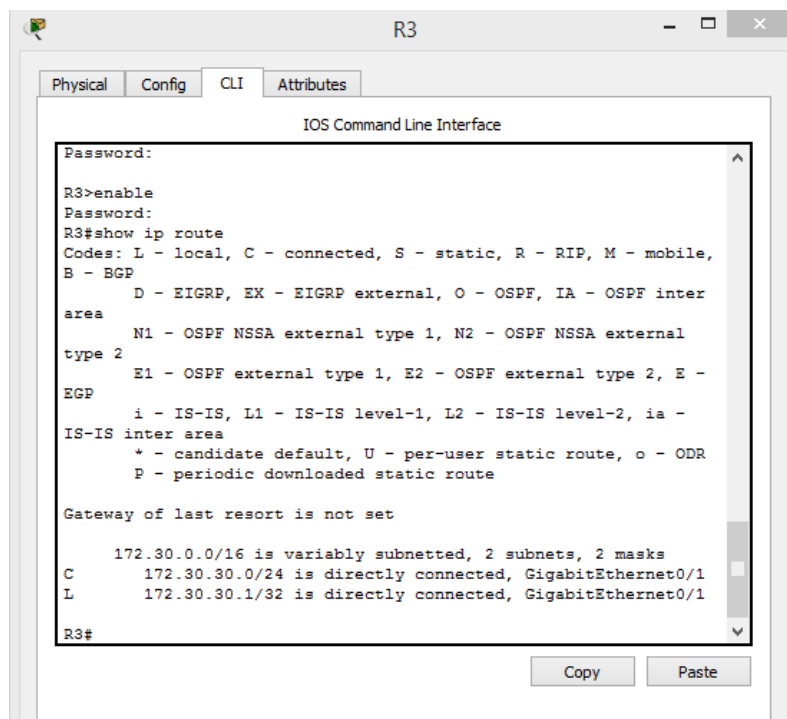 R3
Physical Config CLI Attributes
IOS Command Line Interface
Password:
R3>enable
Password:
R3#show ip route
Codes: L - local, C - connected, S - static, R - RIP, M - mobile,
B - BGP
D - EIGRP, EX - EIGRP external, O - OSPF, IA - OSPF inter
area
N1 - OSPF NSSA external type 1, N2 - OSPF NSSA external
type 2
E1 - OSPF external type 1, E2 - OSPF external type 2, E -
EGP
i - IS-IS, L1 - IS-IS level-1, L2 - IS-IS level-2, ia -
IS-IS inter area
* - candidate default, U - per-user static route, o - ODR
P - periodic downloaded static route
Gateway of last resort is not set
172.30.0.0/16 is variably subnetted, 2 subnets, 2 masks
C 172.30.30.0/24 is directly connected, GigabitEthernet0/1
L 172.30.30.1/32 is directly connected, GigabitEthernet0/1
R3#
Copy Paste